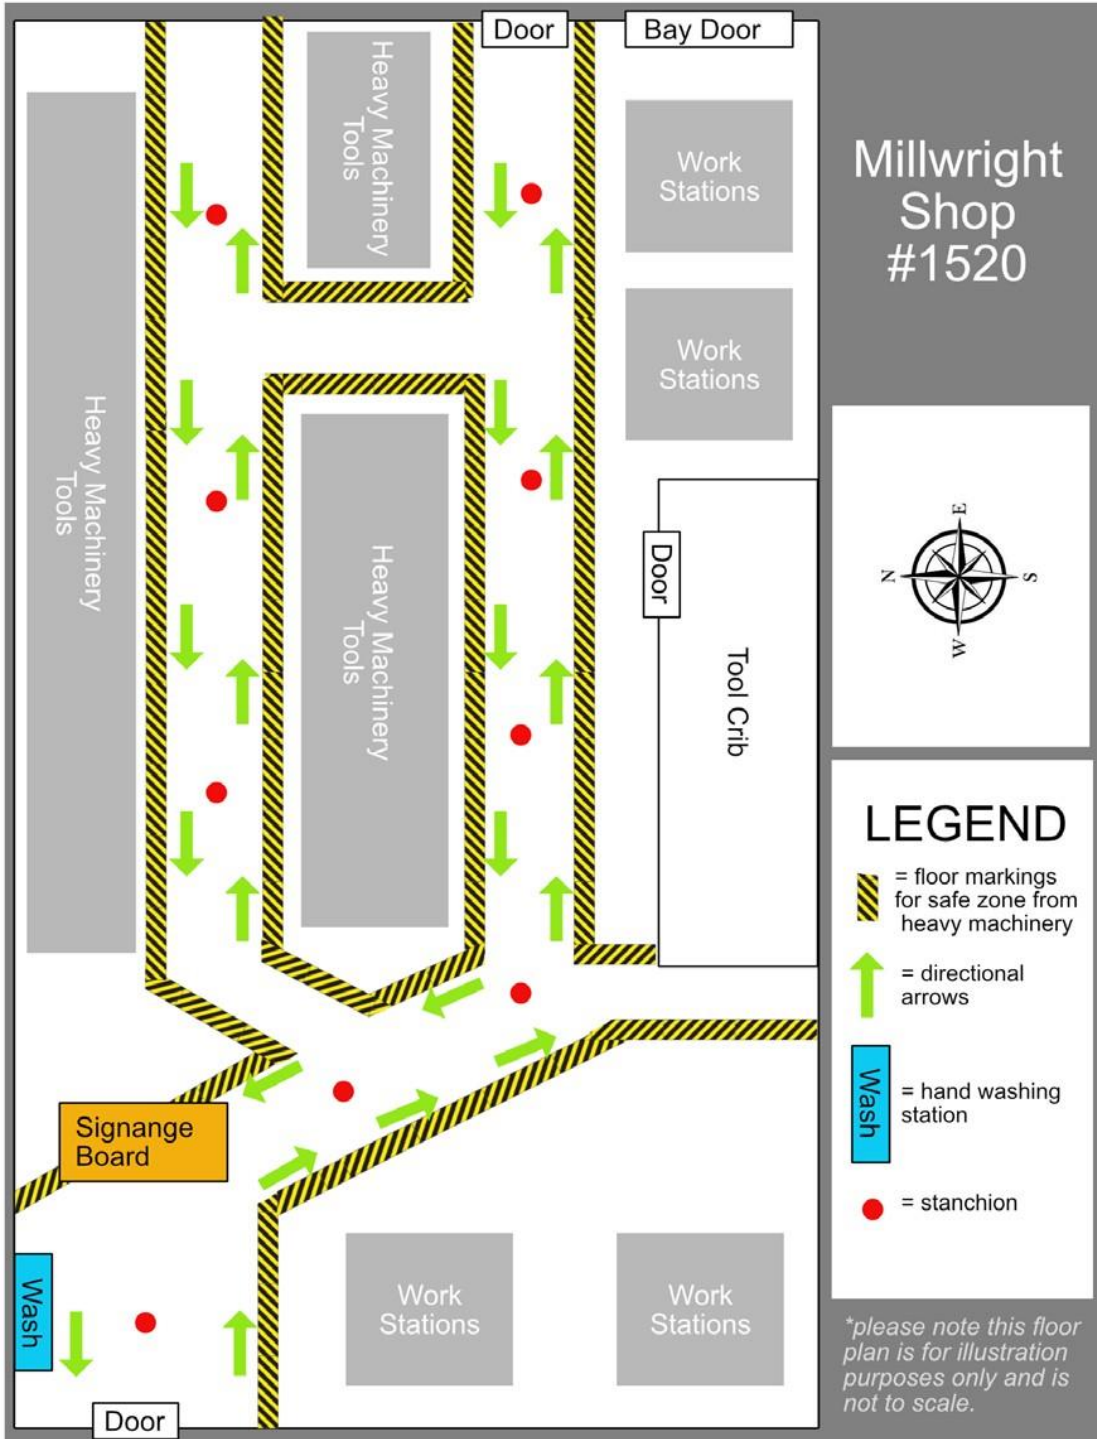 Door
Bay Door
Heavy Machinery
Tools
Work
Stations
Millwright
Shop
#1520
Work
Stations
Heavy Machinery
Tools
Heavy Machinery
Tools
Door
Tool Crib
E
N
S
W
LEGEND
= floor markings
for safe zone from
heavy machinery
= directional
arrows
Wash
= hand washing
station
= stanchion
Signange
Board
Wash
Work
Stations
Work
Stations
Door
*please note this floor
plan is for illustration
purposes only and is
not to scale.